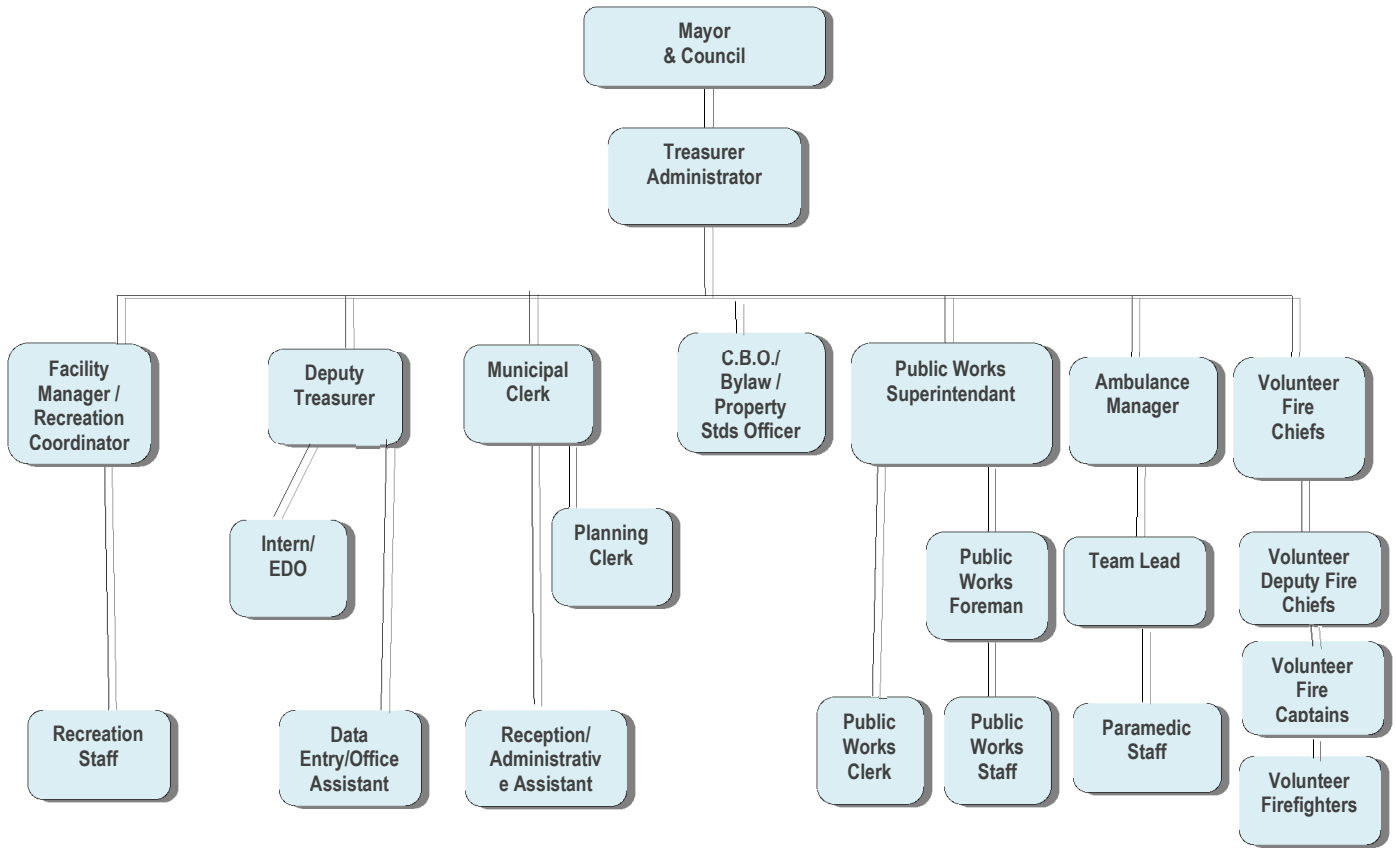 Mayor
& Council
Treasurer
Administrator
Facility
Manager /
Recreation
Coordinator
Deputy
Treasurer
Municipal
Clerk
C.B.O./
Bylaw /
Property
Stds Officer
Public Works
Superintendant
Ambulance
Manager
Volunteer
Fire
Chiefs
Intern/
EDO
Planning
Clerk
Public
Works
Foreman
Team Lead
Volunteer
Deputy Fire
Chiefs
Volunteer
Fire
Captains
Recreation
Staff
Data
Entry/Office
Assistant
Reception/
Administrativ
e Assistant
Public
Works
Clerk
Public
Works
Staff
Paramedic
Staff
Volunteer
Firefighters